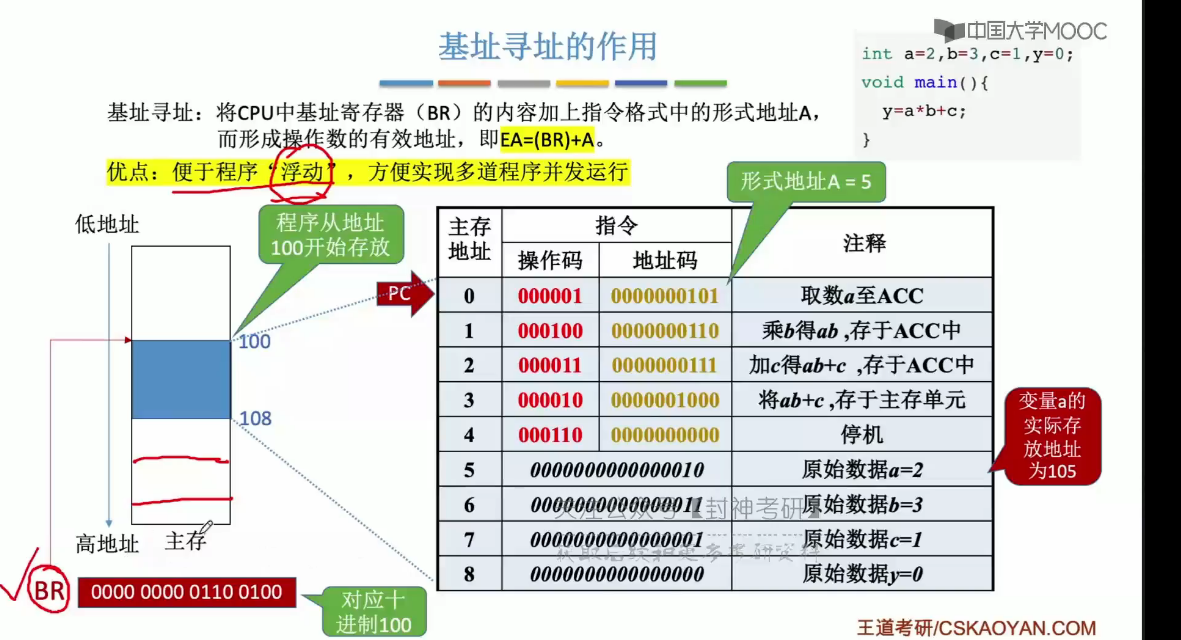 中国大学MOOC
基址寻址的作用
int a=2,b=3,c=1,y=0;
void main(){
y=a*b+c;
}
基址寻址：将CPU中基址寄存器（BR）的内容加上指令格式中的形式地址A，
而形成操作数的有效地址，即EA=(BR)+A。
优点：便于程序“浮动”，方便实现多道程序并发运行
形式地址A = 5
低地址
程序从地址
100开始存放
主存
地址
指令
注释
操作码 地址码
PC
0 000001 0000000101 取数a至ACC
1 000100 0000000110 乘b得ab ,存于ACC中
2 000011 0000000111 加c得ab+c ,存于ACC中
3 000010 0000001000 将ab+c ,存于主存单元
4 000110 0000000000 停机
5 0000000000000010 原始数据a=2
6 0000000000000011 原始数据b=3
7 0000000000000001 原始数据c=1
8 0000000000000000 原始数据y=0
100
108
变量a的
实际存
放地址
为105
高地址
主存
BR
0000 0000 0110 0100
对应十
进制100
王道考研/CSKAOYAN.COM